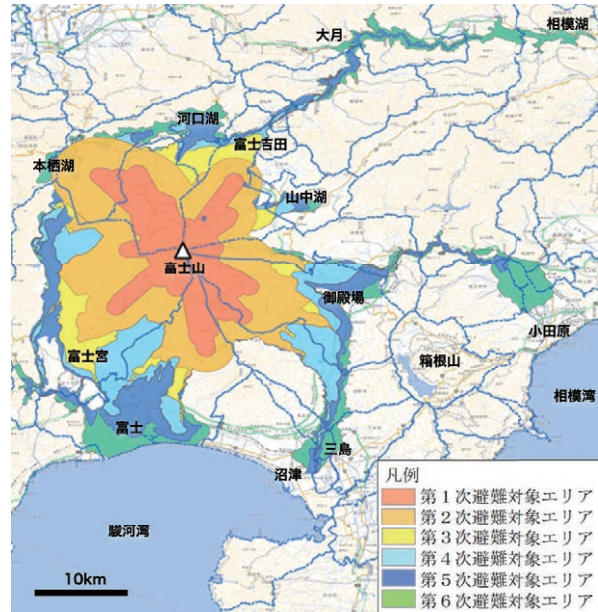 大月
相模湖
河口湖
富士吉田
本栖湖
山中湖
富士山
御殿場
小田原
富士宮
箱根山
相模湾
富士
三島
沼津
駿河湾
10km
凡例
第1次避難対象エリア
第2次避難対象エリア
第3次避難対象エリア
第4次避難対象エリア
第5次避難対象エリア
第6次避難対象エリア